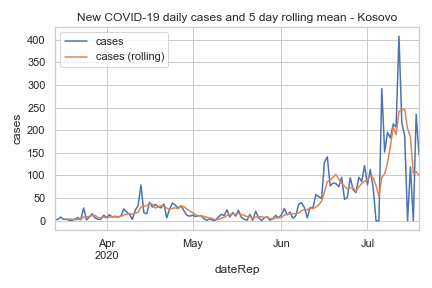 New COVID-19 daily cases and 5 day rolling mean - Kosovo
cases
cases (rolling)
400
350
300
250
200
150
100
50
0
cases
Apr
2020
May
Jun
Jul
dateRep